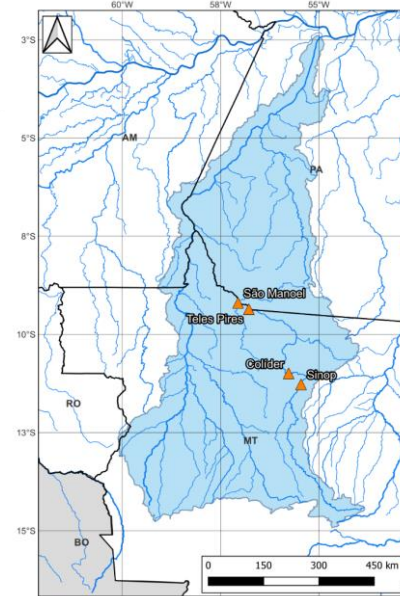 60°W 58°W 55°W
3°S
AM
5°S
PA
8°S
São Manoel
Teles Pires
10°S
Colíder
Sinop
RO
13°S
MT
15°S
BO
0 150 300 450 km